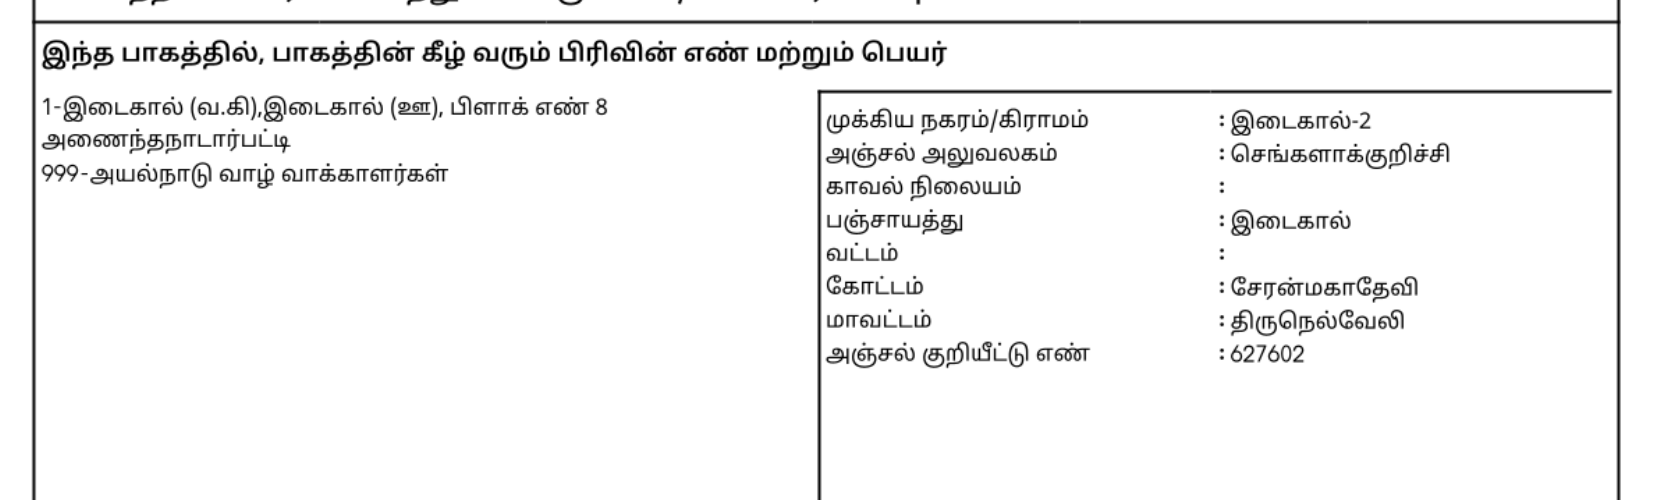 இந்த பாகத்தில், பாகத்தின் கீழ் வரும் பிரிவின் எண் மற்றும் பெயர்
1-இடைகால் (வ.கி),இடைகால் (ஊ), பிளாக் எண் 8
அணைந்தநாடார்பட்டி
999-அயல்நாடு வாழ் வாக்காளர்கள்
முக்கிய நகரம்/கிராமம் : இடைகால்-2
அஞ்சல் அலுவலகம் : செங்களாக்குறிச்சி
காவல் நிலையம் :
பஞ்சாயத்து : இடைகால்
வட்டம் :
கோட்டம் : சேரன்மகாதேவி
மாவட்டம் : திருநெல்வேலி
அஞ்சல் குறியீட்டு எண் : 627602